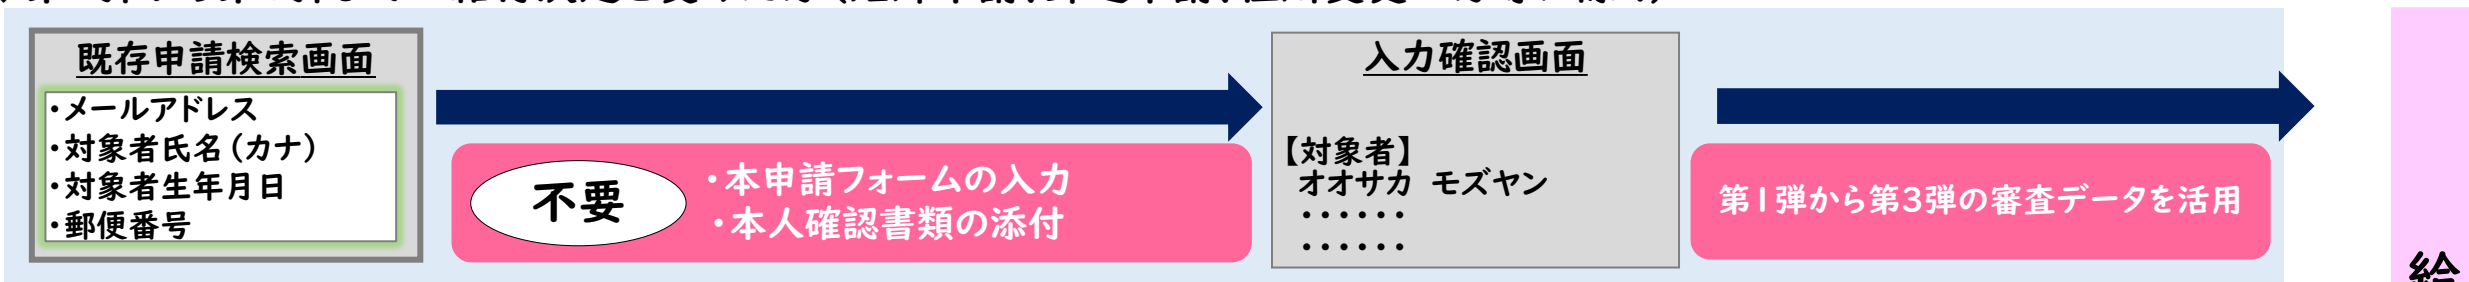 既存申請検索画面
・メールアドレス
・対象者氏名（カナ）
・対象者生年月日
・郵便番号
不要
・本申請フォームの入力
・本人確認書類の添付
入力確認画面
【対象者】
オオサカ モズヤン
・・・・・・
・・・・・・
第1弾から第3弾の審査データを活用
給